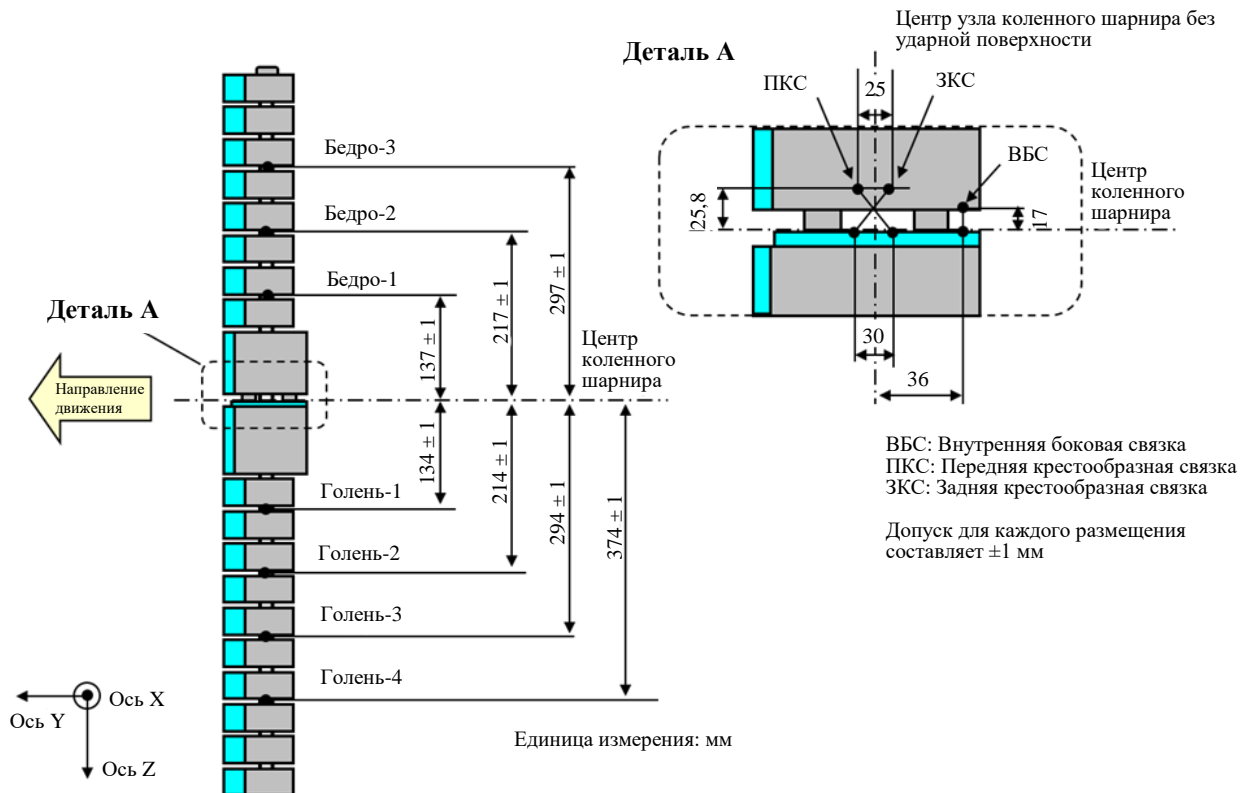 Центр узла коленного шарнира без
ударной поверхности
Деталь А
ПКС
25
ЗКС
ВБС
Центр
коленного
шарнира
25,8
17
30
36
Бедро-3
Бедро-2
Бедро-1
297 ± 1
217 ± 1
137 ± 1
Деталь А
Центр
коленного
шарнира
Направление
движения
134 ± 1
214 ± 1
294 ± 1
374 ± 1
Голень-1
Голень-2
Голень-3
Голень-4
ВБС: Внутренняя боковая связка
ПКС: Передняя крестообразная связка
ЗКС: Задняя крестообразная связка
Допуск для каждого размещения
составляет ±1 мм
Ось X
Ось Y
Ось Z
Единица измерения: мм